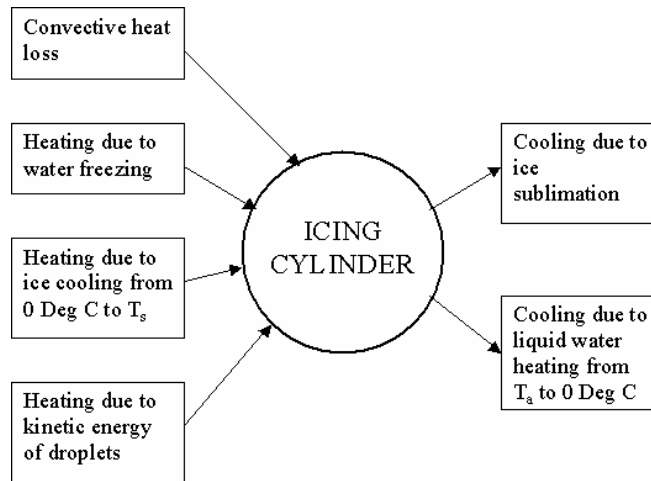 Convective heat
loss
Heating due to
water freezing
Heating due to
ice cooling from
0 Deg C to Ts
Heating due to
kinetic energy
of droplets
ICING
CYLINDER
Cooling due to
ice
sublimation
Cooling due to
liquid water
heating from
Ta to 0 Deg C